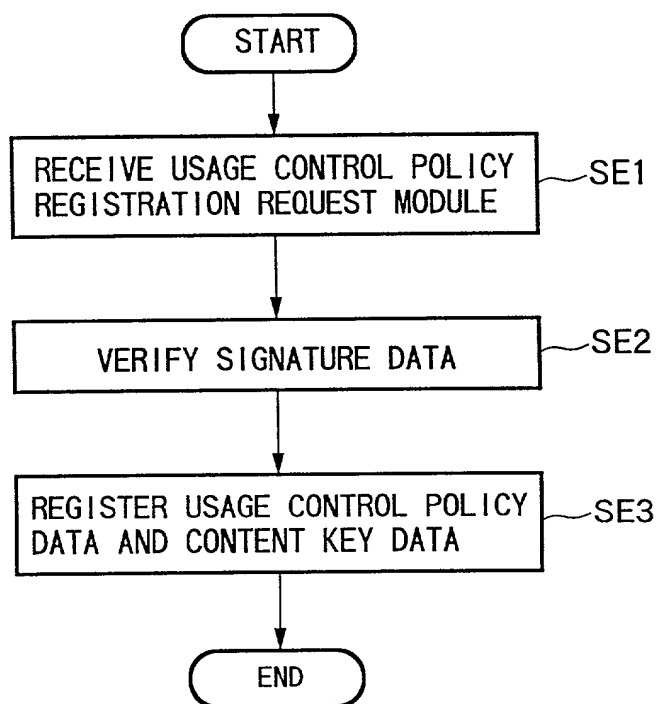 START
RECEIVE USAGE CONTROL POLICY
REGISTRATION REQUEST MODULE
SE1
VERIFY SIGNATURE DATA
SE2
REGISTER USAGE CONTROL POLICY
DATA AND CONTENT KEY DATA
SE3
END